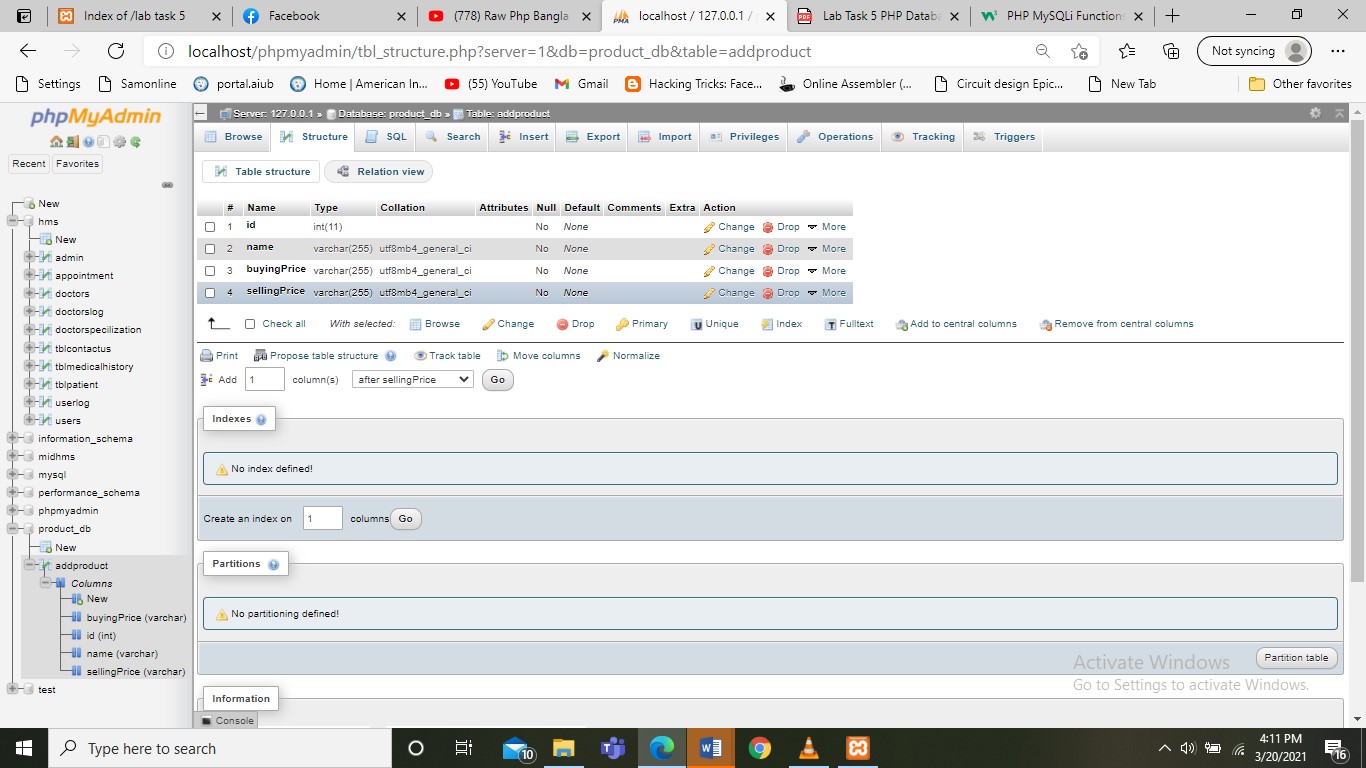 Index of /lab task 5
Facebook
(778) Raw Php Bangla
localhost / 127.0.0.1 /
Lab Task 5 PHP Databa
PHP MySQLi Functions
localhost/phpmyadmin/tbl_structure.php?server=1&db=product_db&table=addproduct
Not syncing
Settings
Samonline
portal.aiub
Home | American In...
(55) YouTube
Gmail
Hacking Tricks: Face...
Online Assembler (...
Circuit design Epic...
New Tab
Other favorites
phpMyAdmin
Recent
Favorites
New
hms
New
admin
appointment
doctors
doctorslog
doctorspecilization
tblcontactus
tblmedicalhistory
tblpatient
userlog
users
information_schema
midhms
mysql
performance_schema
phpmyadmin
product_db
New
addproduct
Columns
New
buyingPrice (varchar)
id (int)
name (varchar)
sellingPrice (varchar)
test
Server: 127.0.0.1 » Database: product_db » Table: addproduct
Browse Structure SQL Search Insert Export Import Privileges Operations Tracking Triggers
Table structure Relation view
# Name Type Collation Attributes Null Default Comments Extra Action
1 id int(11) No None Change Drop More
2 name varchar(255) utf8mb4_general_ci No None Change Drop More
3 buyingPrice varchar(255) utf8mb4_general_ci No None Change Drop More
4 sellingPrice varchar(255) utf8mb4_general_ci No None Change Drop More
Check all With selected: Browse Change Drop Primary Unique Index Fulltext Add to central columns Remove from central columns
Print Propose table structure Track table Move columns Normalize
Add 1 column(s) after sellingPrice Go
Indexes
No index defined!
Create an index on 1 columns Go
Partitions
No partitioning defined!
Partition table
Activate Windows
Go to Settings to activate Windows.
Information
Console
Type here to search
10
4:11 PM
3/20/2021
16